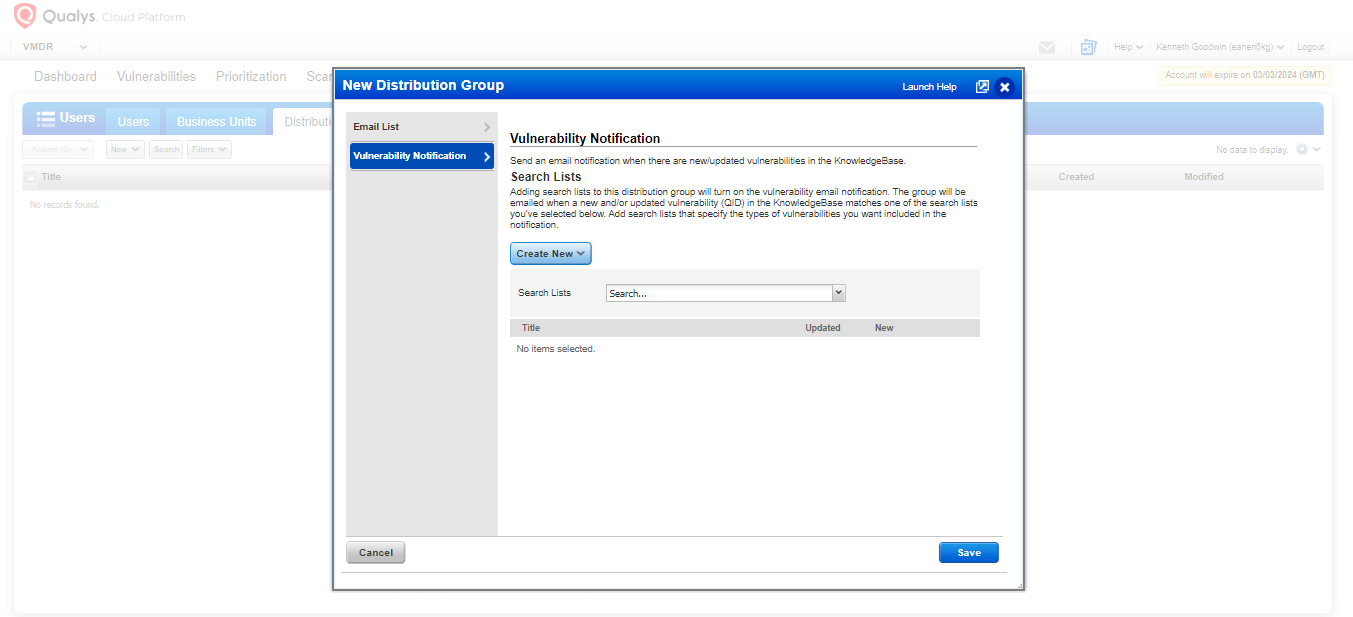 Qualys. Cloud Platform
VMDR
Help
Kenneth Goodwin (eanen6kg)
Logout
Dashboard
Vulnerabilities
Prioritization
Scan
Account will expire on 03/03/2024 (GMT)
New Distribution Group
Launch Help
Users
Users
Business Units
Distributi
Actions (0)
New
Search
Filters
No data to display.
Title
Created
Modified
No records found.
Email List
Vulnerability Notification
Vulnerability Notification
Send an email notification when there are new/updated vulnerabilities in the KnowledgeBase.
Search Lists
Adding search lists to this distribution group will turn on the vulnerability email notification. The group will be
emailed when a new and/or updated vulnerability (QID) in the KnowledgeBase matches one of the search lists
you've selected below. Add search lists that specify the types of vulnerabilities you want included in the
notification.
Create New
Search Lists
Search...
Title
Updated
New
No items selected.
Cancel
Save